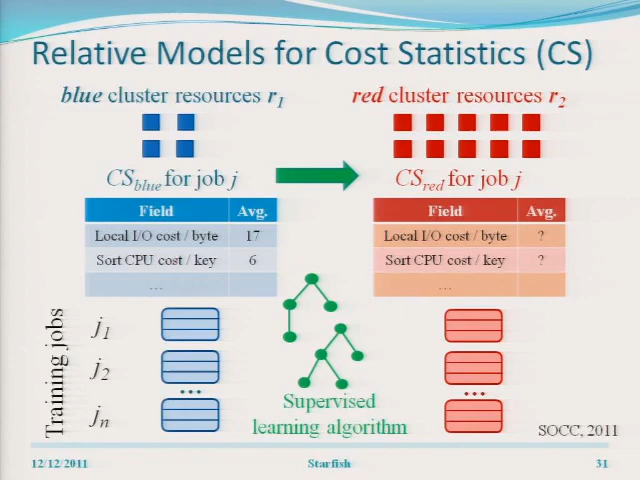 Relative Models for Cost Statistics (CS)
blue cluster resources r1
red cluster resources r2
CSblue for job j
CSred for job j
Field Avg.
Local I/O cost / byte 17
Sort CPU cost / key 6
...
Field Avg.
Local I/O cost / byte ?
Sort CPU cost / key ?
...
Training jobs
j1
j2
...
...
jn
Supervised
learning algorithm
SOCC, 2011
12/12/2011 Starfish 31